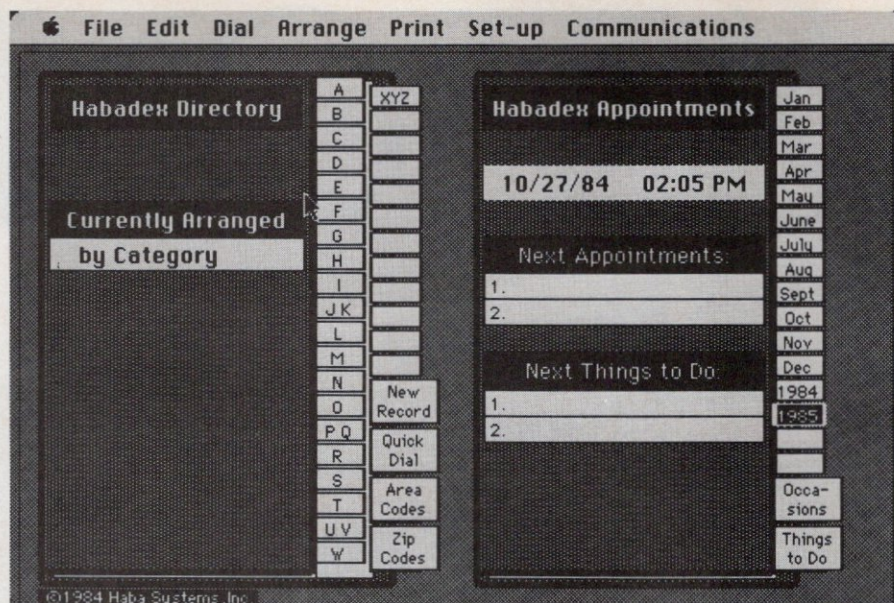 File Edit Dial Arrange Print Set-up Communications
Habadex Directory
Currently Arranged
by Category
A
B
C
D
E
F
G
H
I
JK
L
M
N
O
PQ
R
S
T
UV
W
XYZ
New
Record
Quick
Dial
Area
Codes
Zip
Codes
Habadex Appointments
10/27/84 02:05 PM
Next Appointments:
1.
2.
Next Things to Do:
1.
2.
Jan
Feb
Mar
Apr
May
June
July
Aug
Sept
Oct
Nov
Dec
1984
1985
Occa-
sions
Things
to Do
©1984 Haba Systems, Inc.